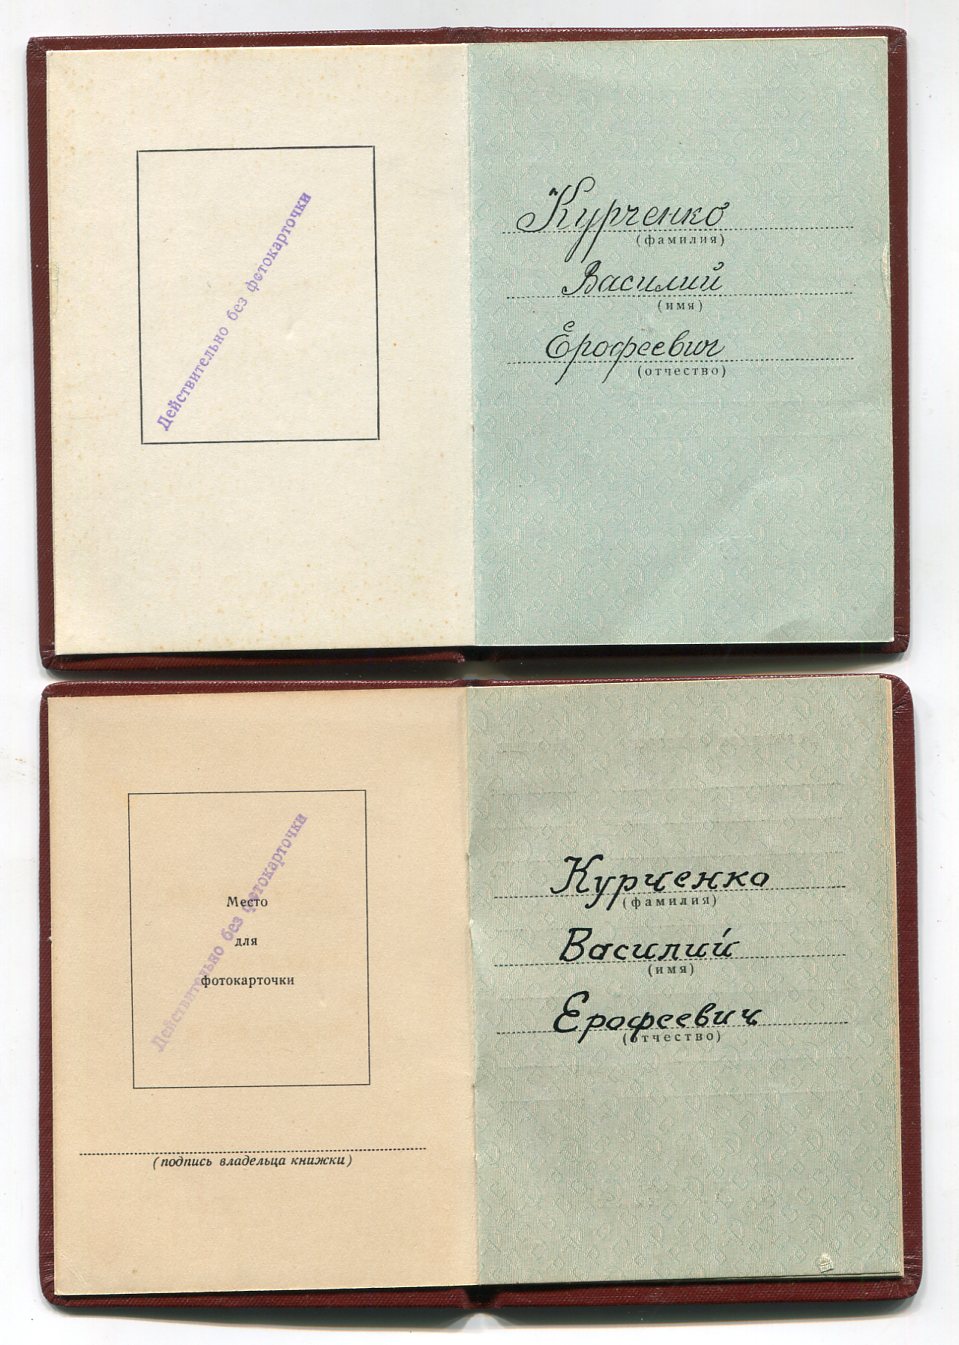 Действительно без фотокарточки
Курченко
(фамилия)
Василий
(имя)
Ерофеевич
(отчество)
Действительно без фотокарточки
Место
для
фотокарточки
(подпись владельца книжки)
Курченко
(фамилия)
Василий
(имя)
Ерофеевич
(отчество)